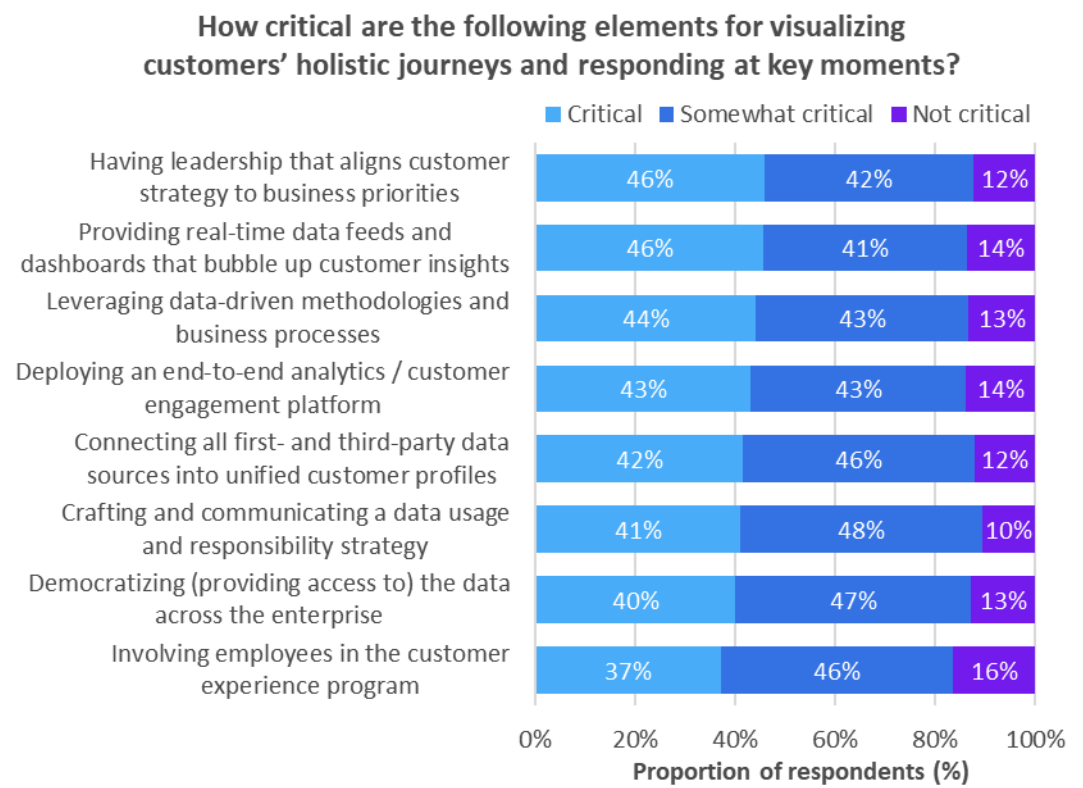 How critical are the following elements for visualizing
customers’ holistic journeys and responding at key moments?
Critical Somewhat critical Not critical
Having leadership that aligns customer
strategy to business priorities
46% 42% 12%
Providing real-time data feeds and
dashboards that bubble up customer insights
46% 41% 14%
Leveraging data-driven methodologies and
business processes
44% 43% 13%
Deploying an end-to-end analytics / customer
engagement platform
43% 43% 14%
Connecting all first- and third-party data
sources into unified customer profiles
42% 46% 12%
Crafting and communicating a data usage
and responsibility strategy
41% 48% 10%
Democratizing (providing access to) the data
across the enterprise
40% 47% 13%
Involving employees in the customer
experience program
37% 46% 16%
0% 20% 40% 60% 80% 100%
Proportion of respondents (%)